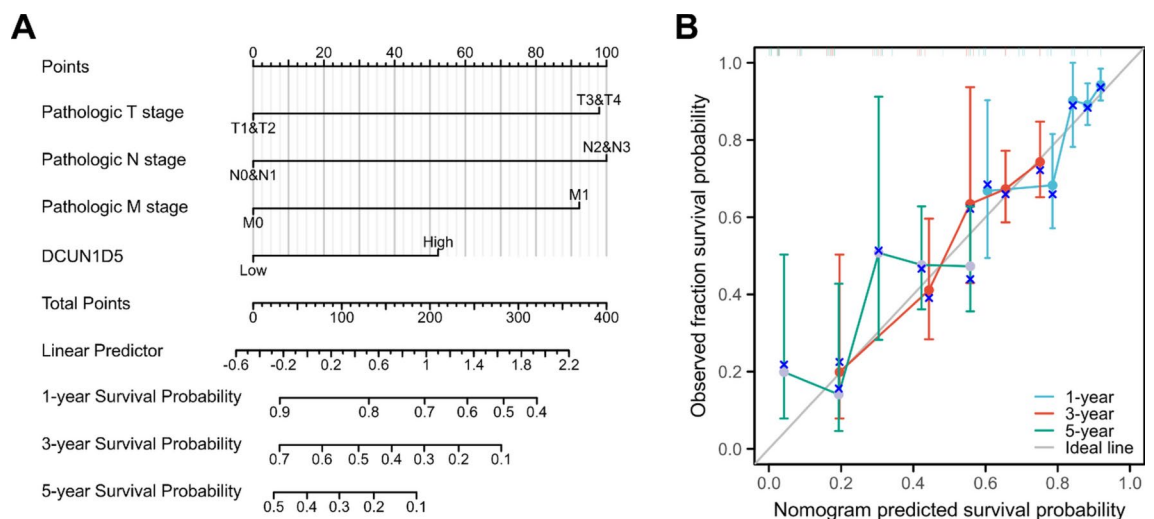 A
Points
0 20 40 60 80 100
Pathologic T stage
T1&T2
T3&T4
Pathologic N stage
N0&N1
N2&N3
Pathologic M stage
M0
M1
DCUN1D5
Low
High
Total Points
0 100 200 300 400
Linear Predictor
-0.6 -0.2 0.2 0.6 1 1.4 1.8 2.2
1-year Survival Probability
0.9 0.8 0.7 0.6 0.5 0.4
3-year Survival Probability
0.7 0.6 0.5 0.4 0.3 0.2 0.1
5-year Survival Probability
0.5 0.4 0.3 0.2 0.1
B
Observed fraction survival probability
1.0
0.8
0.6
0.4
0.2
0.0
1-year
3-year
5-year
Ideal line
0.0 0.2 0.4 0.6 0.8 1.0
Nomogram predicted survival probability